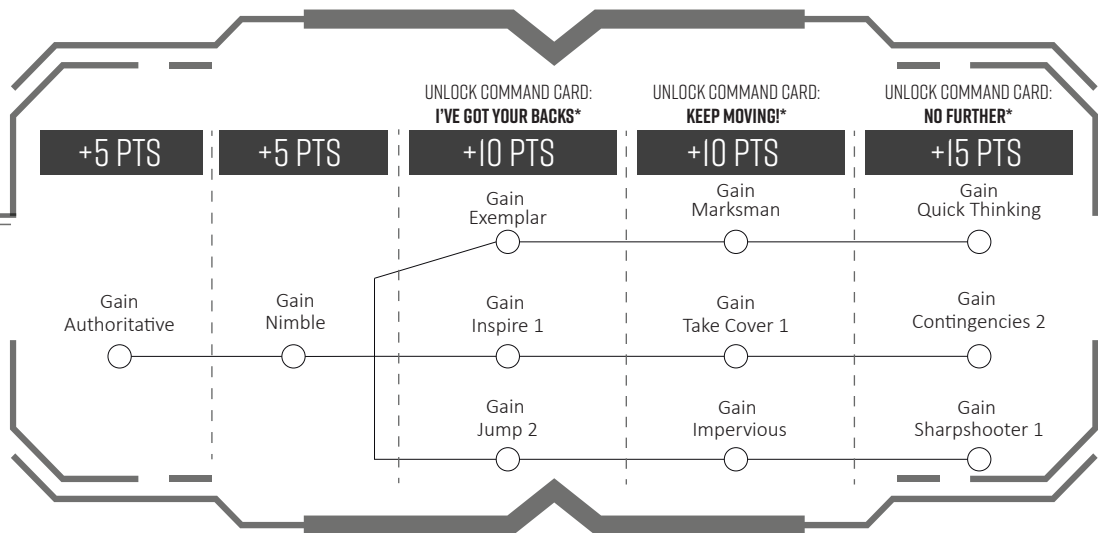 UNLOCK COMMAND CARD:
I'VE GOT YOUR BACKS*
UNLOCK COMMAND CARD:
KEEP MOVING!*
UNLOCK COMMAND CARD:
NO FURTHER*
+5 PTS
+5 PTS
+10 PTS
+10 PTS
+15 PTS
Gain
Exemplar
Gain
Marksman
Gain
Quick Thinking
Gain
Authoritative
Gain
Nimble
Gain
Inspire 1
Gain
Take Cover 1
Gain
Contingencies 2
Gain
Jump 2
Gain
Impervious
Gain
Sharpshooter 1